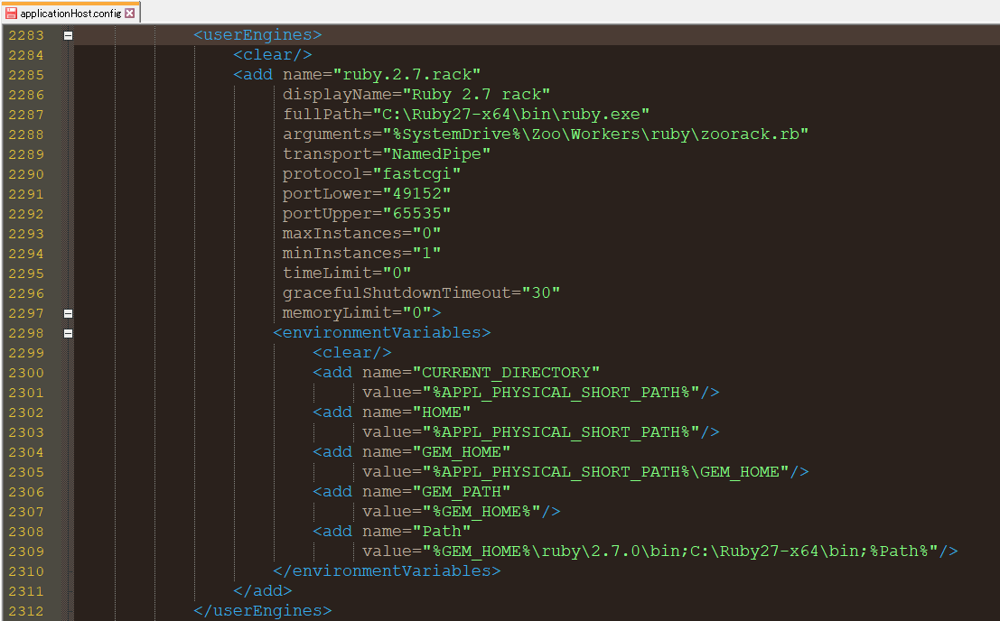 applicationHost.config
2283 <userEngines>
2284 <clear/>
2285 <add name="ruby.2.7.rack"
2286 displayName="Ruby 2.7 rack"
2287 fullPath="C:\Ruby27-x64\bin\ruby.exe"
2288 arguments="%SystemDrive%\Zoo\Workers\ruby\zoorack.rb"
2289 transport="NamedPipe"
2290 protocol="fastcgi"
2291 portLower="49152"
2292 portUpper="65535"
2293 maxInstances="0"
2294 minInstances="1"
2295 timeLimit="0"
2296 gracefulShutdownTimeout="30"
2297 memoryLimit="0">
2298 <environmentVariables>
2299 <clear/>
2300 <add name="CURRENT_DIRECTORY"
2301 value="%APPL_PHYSICAL_SHORT_PATH%"/>
2302 <add name="HOME"
2303 value="%APPL_PHYSICAL_SHORT_PATH%"/>
2304 <add name="GEM_HOME"
2305 value="%APPL_PHYSICAL_SHORT_PATH%\GEM_HOME"/>
2306 <add name="GEM_PATH"
2307 value="%GEM_HOME%"/>
2308 <add name="Path"
2309 value="%GEM_HOME%\ruby\2.7.0\bin;C:\Ruby27-x64\bin;%Path%"/>
2310 </environmentVariables>
2311 </add>
2312 </userEngines>